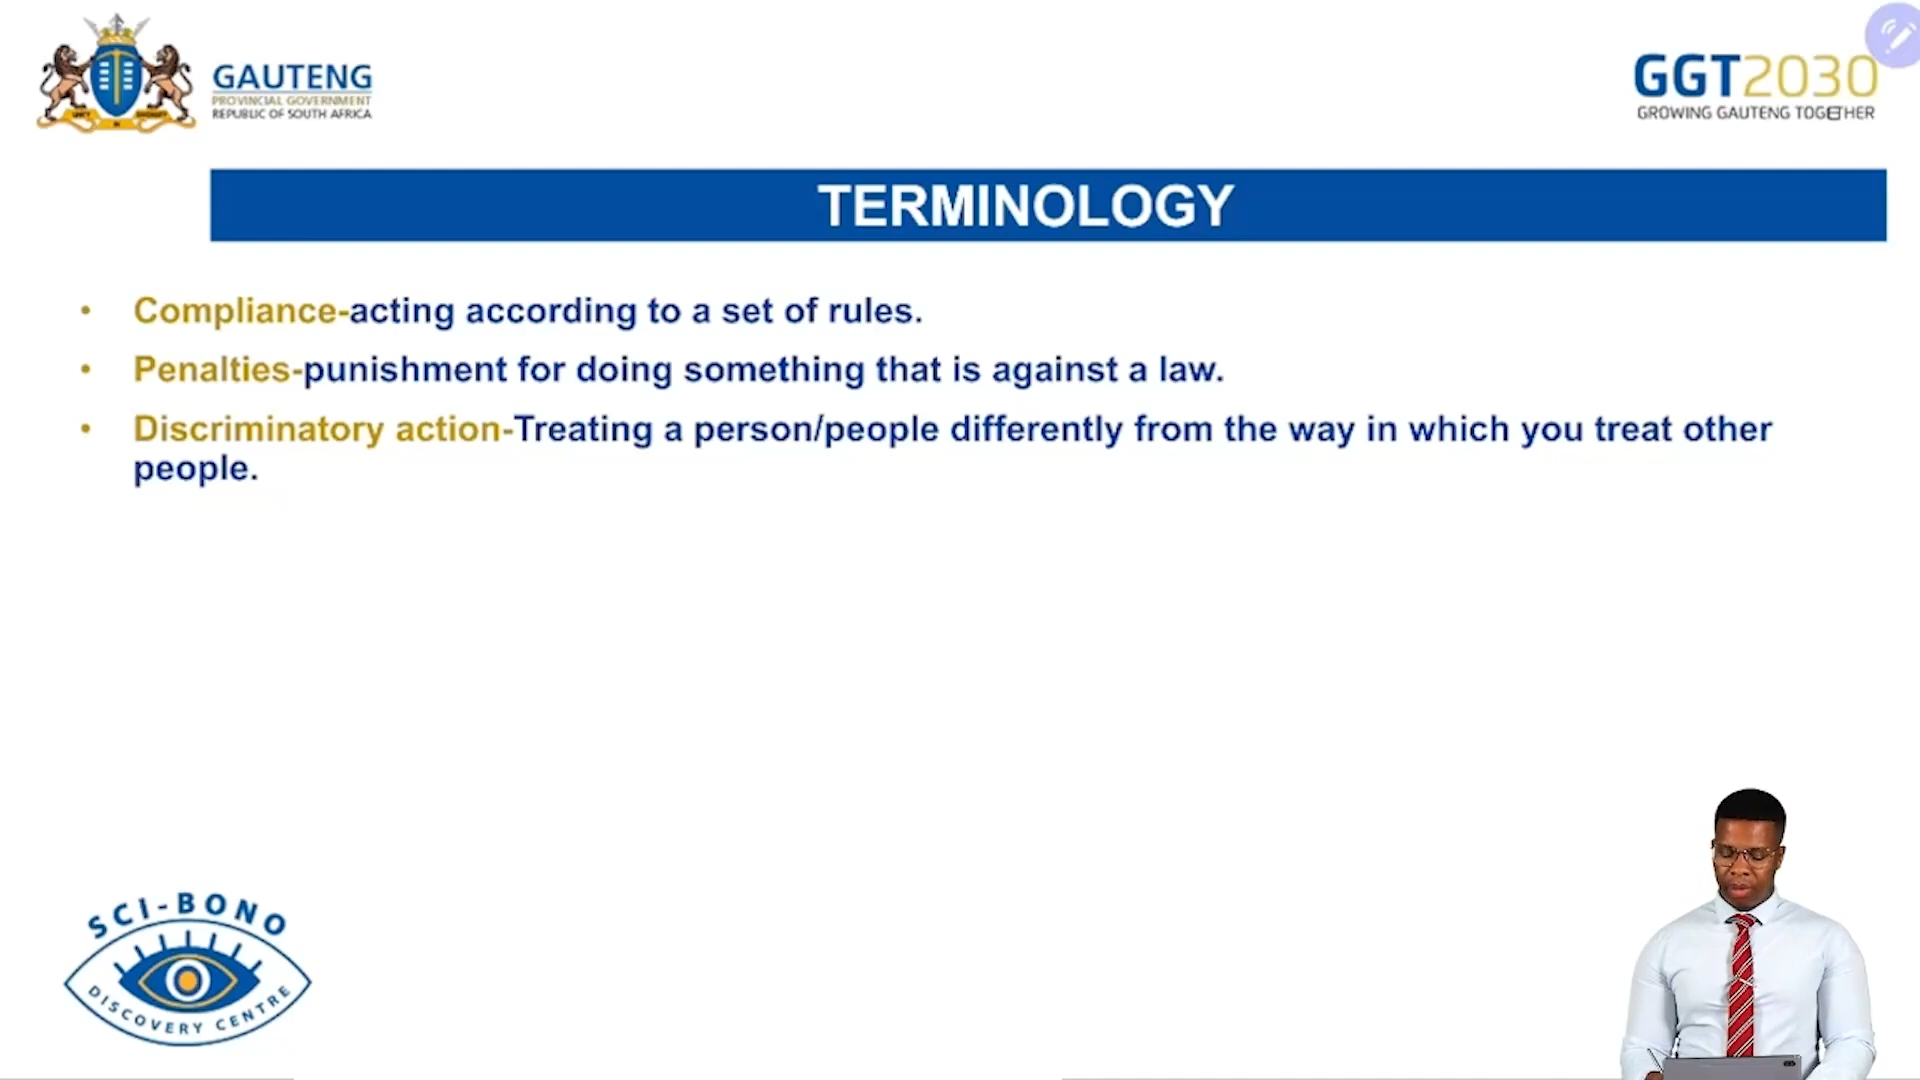 GAUTENG
PROVINCIAL GOVERNMENT
REPUBLIC OF SOUTH AFRICA
GGT2030
GROWING GAUTENG TOGETHER
TERMINOLOGY
• Compliance-acting according to a set of rules.
• Penalties-punishment for doing something that is against a law.
• Discriminatory action-Treating a person/people differently from the way in which you treat other
people.
SCI-BONO
DISCOVERY CENTRE